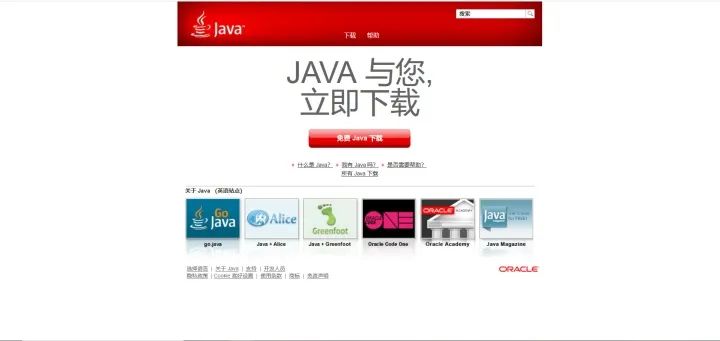 Java
搜索
下载 帮助
JAVA 与您,
立即下载
免费 Java 下载
» 什么是 Java? » 我有 Java 吗? » 是否需要帮助?
所有 Java 下载
关于 Java (英语站点)
Go Java
Alice
Greenfoot
ORACLE CODE ONE
ORACLE ACADEMY
Java magazine
go.java Java + Alice Java + Greenfoot Oracle Code One Oracle Academy Java Magazine
选择语言 | 关于 Java | 支持 | 开发人员
隐私政策 | Cookie 喜好设置 | 使用条款 | 商标 | 免责声明
ORACLE